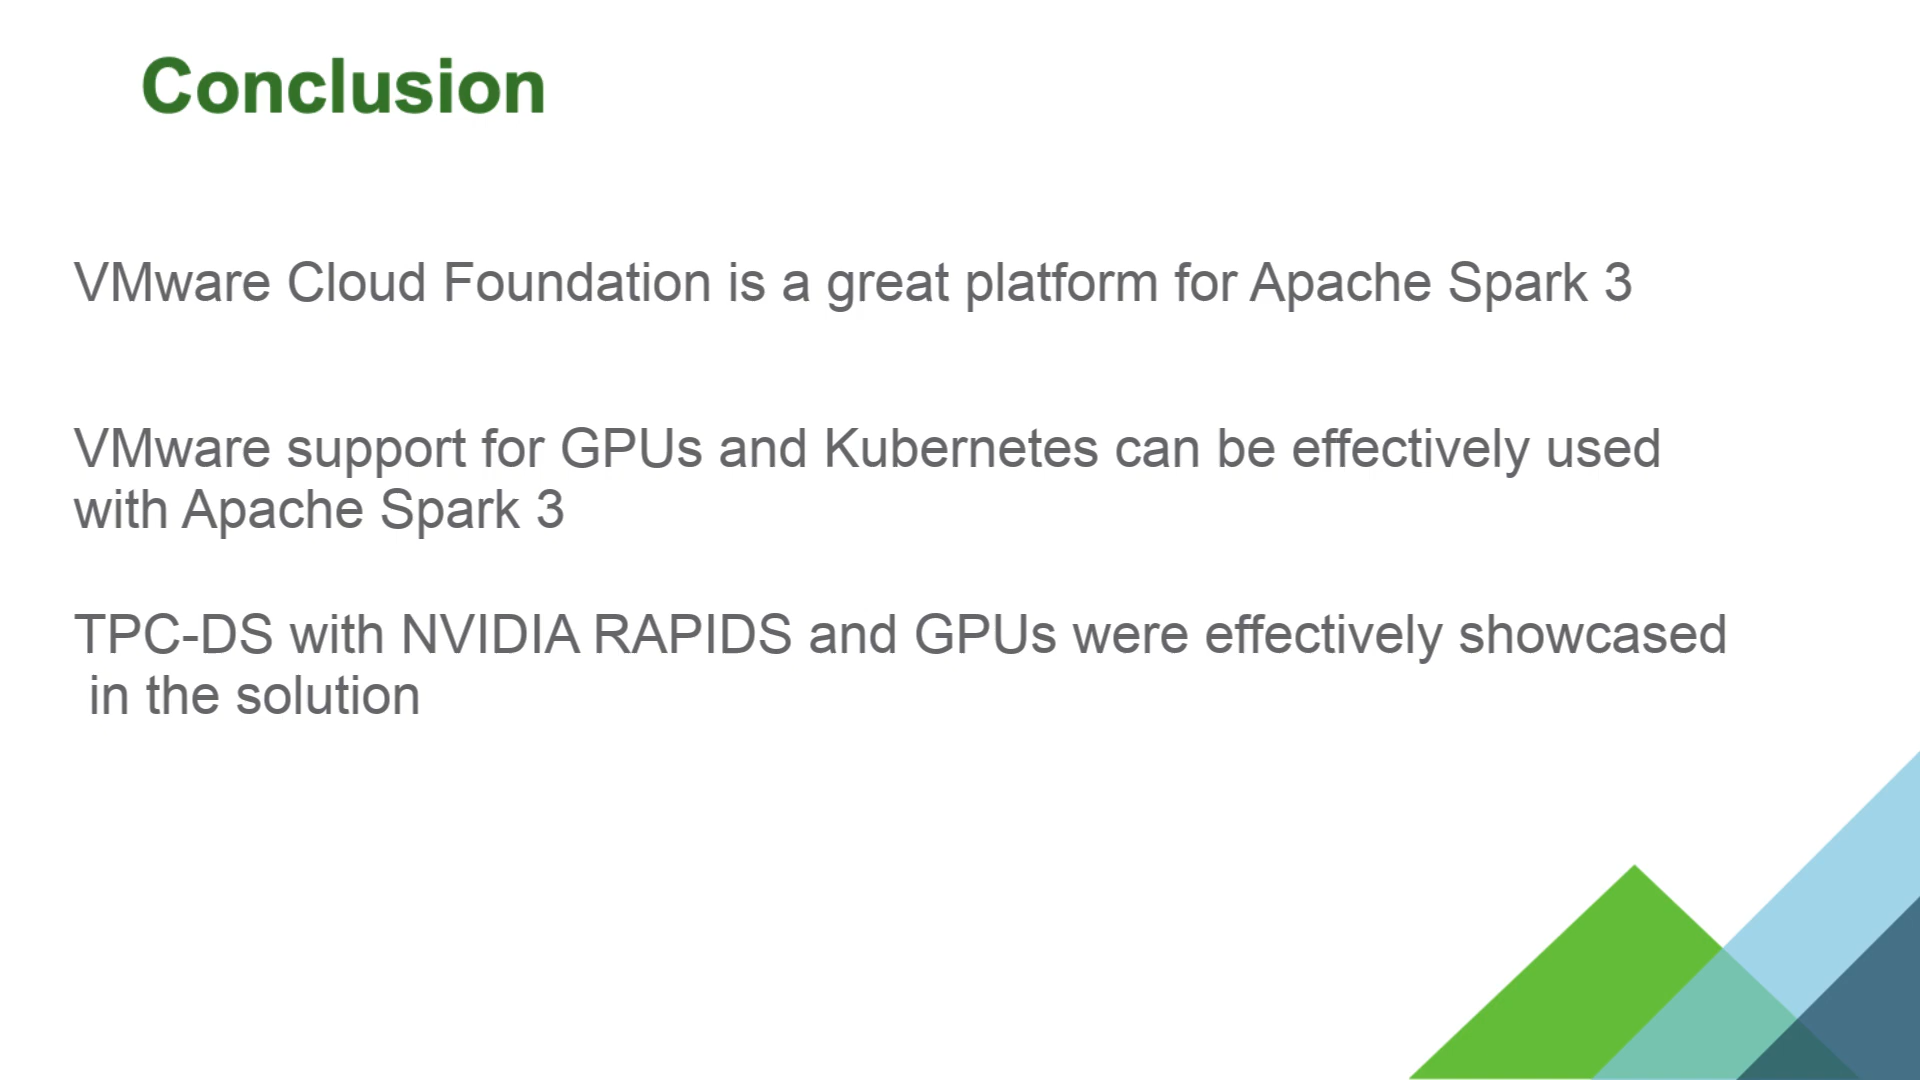 Conclusion
VMware Cloud Foundation is a great platform for Apache Spark 3
VMware support for GPUs and Kubernetes can be effectively used
with Apache Spark 3
TPC-DS with NVIDIA RAPIDS and GPUs were effectively showcased
in the solution